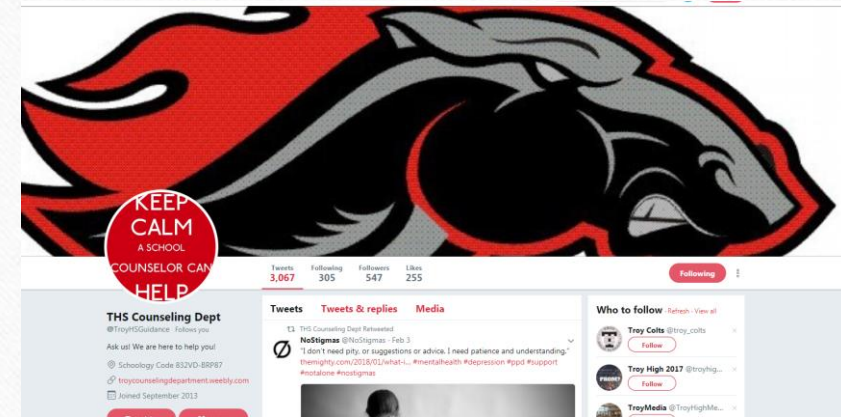 KEEP
CALM
A SCHOOL
COUNSELOR CAN
HELP
Tweets Following Followers Likes
3,067 305 547 255
Following
THS Counseling Dept
@TroyHSGuidance Follows you
Ask us! We are here to help you!
Schoology Code 832VD-BRPB7
troycounselingdepartment.weebly.com
Joined September 2013
Tweets Tweets & replies Media
THS Counseling Dept Retweeted
NoStigmas @NoStigmas · Feb 3
"I don't need pity, or suggestions or advice. I need patience and understanding."
themighty.com/2018/01/what-i... #mentalhealth #depression #ppd #support
#notalone #nostigmas
Who to follow · Refresh · View all
Troy Colts @troy_colts
Follow
Troy High 2017 @troyhig...
Follow
TroyMedia @TroyHighMe...